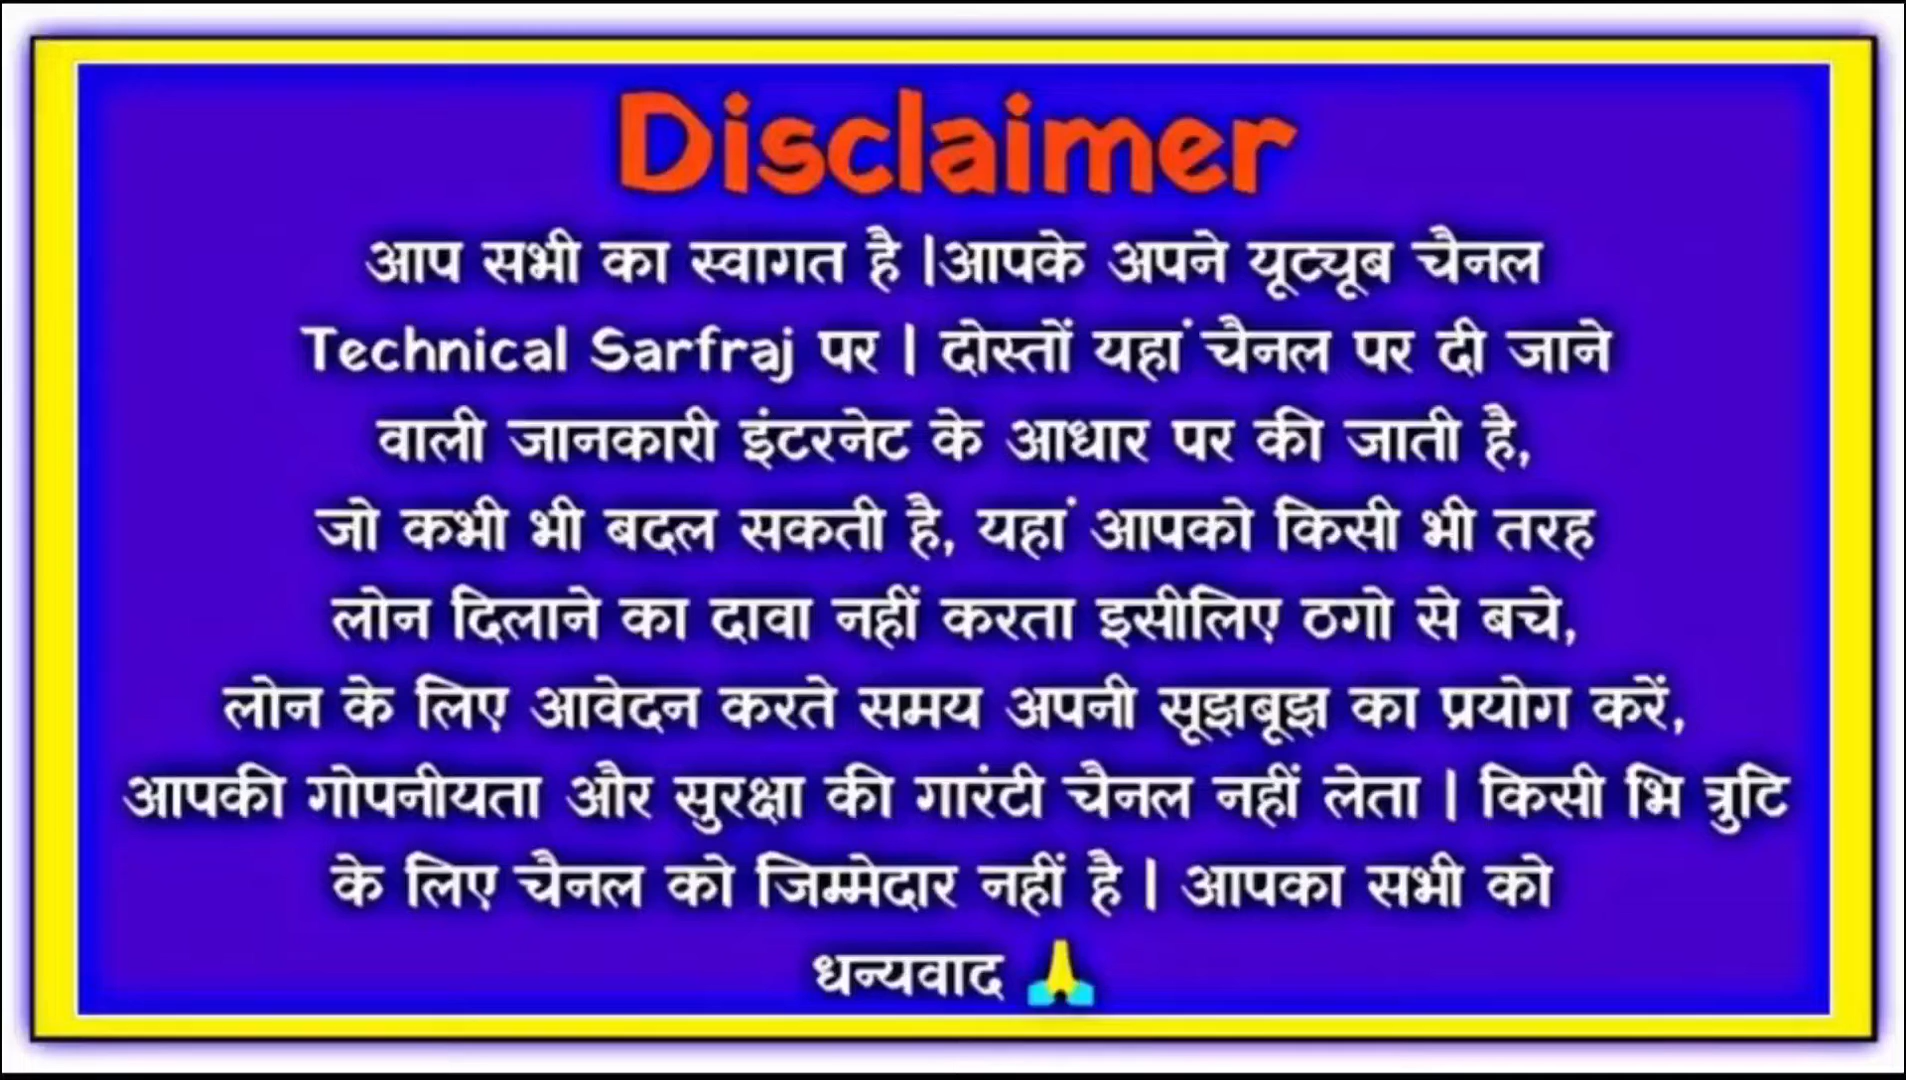 Disclaimer
आप सभी का स्वागत है |आपके अपने यूट्यूब चैनल
Technical Sarfraj पर | दोस्तों यहां चैनल पर दी जाने
वाली जानकारी इंटरनेट के आधार पर की जाती है,
जो कभी भी बदल सकती है, यहां आपको किसी भी तरह
लोन दिलाने का दावा नहीं करता इसीलिए ठगो से बचे,
लोन के लिए आवेदन करते समय अपनी सूझबूझ का प्रयोग करें,
आपकी गोपनीयता और सुरक्षा की गारंटी चैनल नहीं लेता | किसी भि त्रुटि
के लिए चैनल को जिम्मेदार नहीं है | आपका सभी को
धन्यवाद 🙏